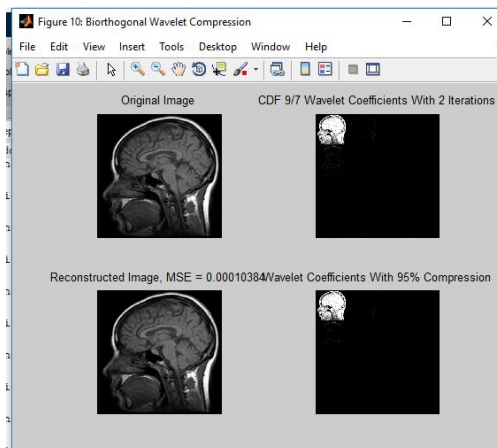 Figure 10: Biorthogonal Wavelet Compression
File Edit View Insert Tools Desktop Window Help
Original Image
CDF 9/7 Wavelet Coefficients With 2 Iterations
Reconstructed Image, MSE = 0.00010384
Wavelet Coefficients With 95% Compression